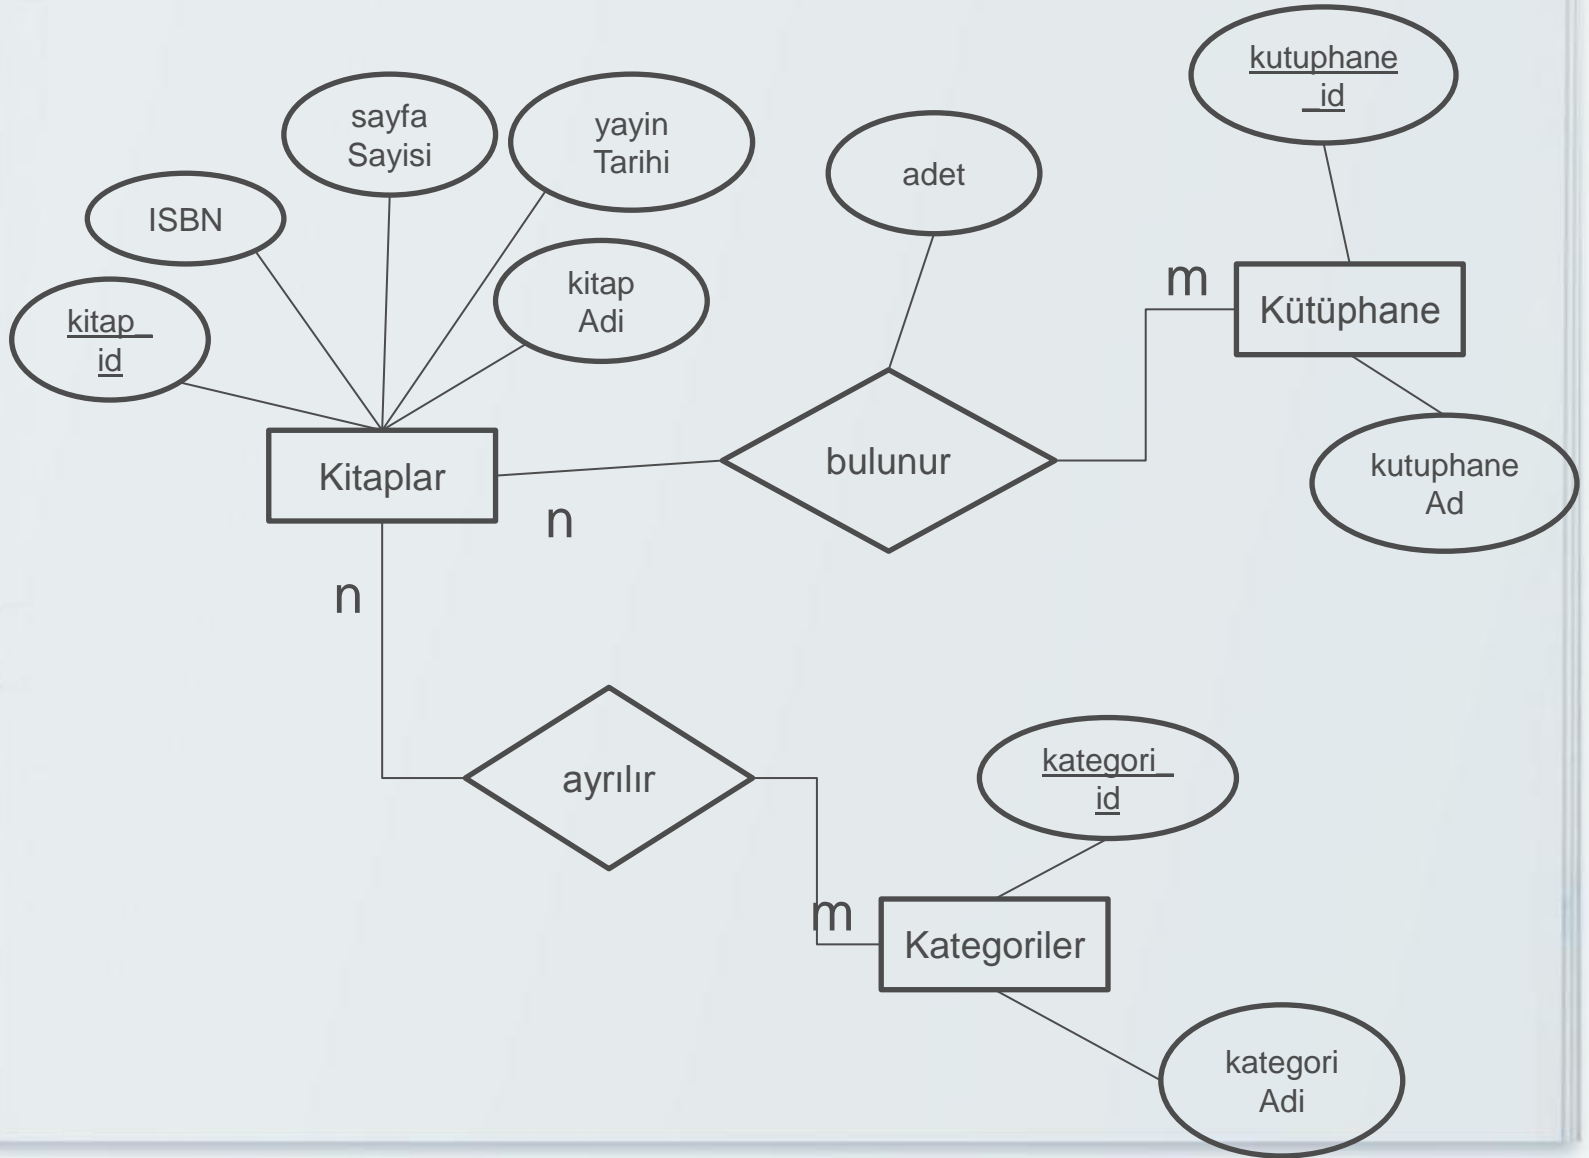 kutuphane
_id
sayfa
Sayisi
yayin
Tarihi
adet
ISBN
kitap_
id
kitap
Adi
m
Kütüphane
Kitaplar
n
bulunur
kutuphane
Ad
n
ayrılır
kategori_
id
m
Kategoriler
kategori
Adi